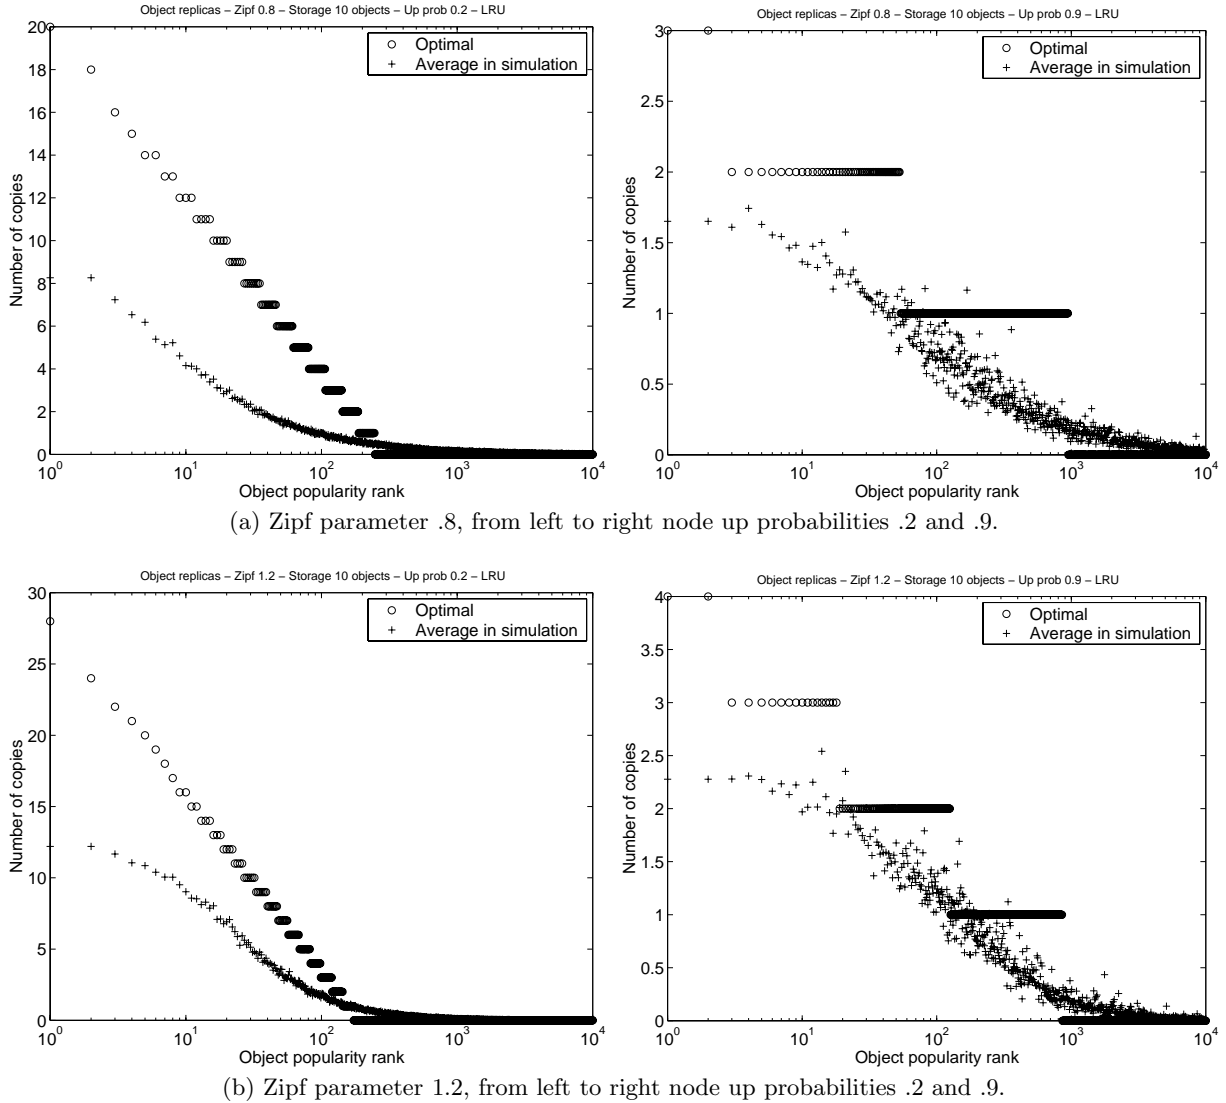 Object replicas – Zipf 0.8 – Storage 10 objects – Up prob 0.2 – LRU
20
18
16
14
12
10
8
6
4
2
0
Number of copies
Optimal
Average in simulation
10^0
10^1
10^2
10^3
10^4
Object popularity rank
Object replicas – Zipf 0.8 – Storage 10 objects – Up prob 0.9 – LRU
3
2.5
2
1.5
1
0.5
0
Number of copies
Optimal
Average in simulation
10^0
10^1
10^2
10^3
10^4
Object popularity rank
(a) Zipf parameter .8, from left to right node up probabilities .2 and .9.
Object replicas – Zipf 1.2 – Storage 10 objects – Up prob 0.2 – LRU
30
25
20
15
10
5
0
Number of copies
Optimal
Average in simulation
10^0
10^1
10^2
10^3
10^4
Object popularity rank
Object replicas – Zipf 1.2 – Storage 10 objects – Up prob 0.9 – LRU
4
3.5
3
2.5
2
1.5
1
0.5
0
Number of copies
Optimal
Average in simulation
10^0
10^1
10^2
10^3
10^4
Object popularity rank
(b) Zipf parameter 1.2, from left to right node up probabilities .2 and .9.